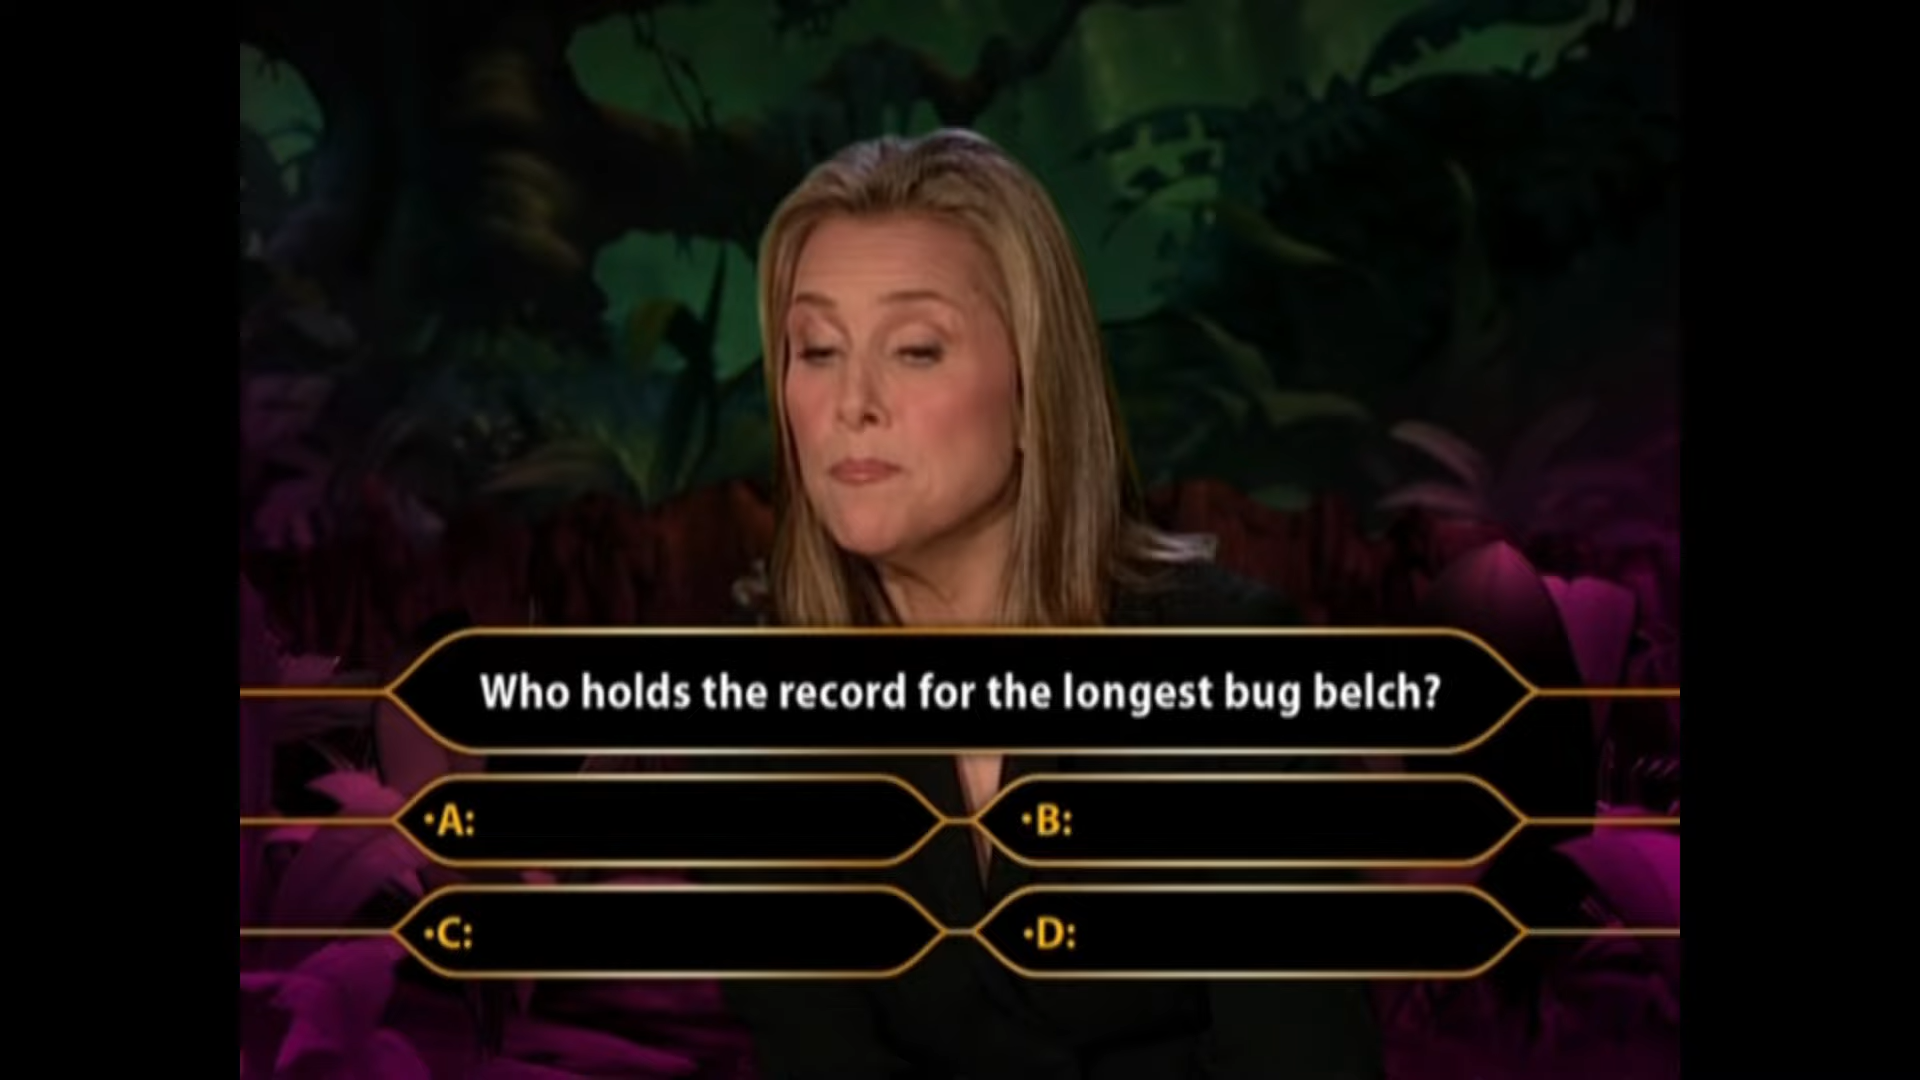 Who holds the record for the longest bug belch?
·A:
·B:
·C:
·D: